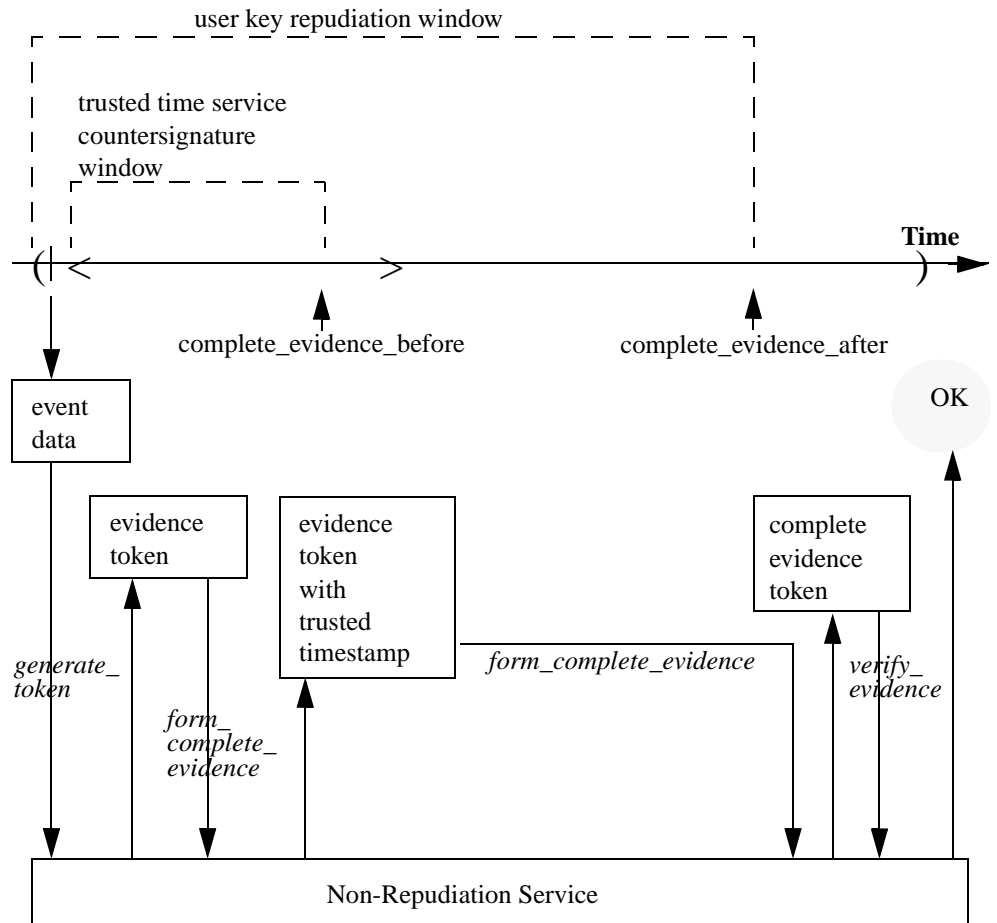 user key repudiation window
trusted time service
countersignature
window
Time
( < > )
complete_evidence_before
complete_evidence_after
event
data
OK
evidence
token
evidence
token
with
trusted
timestamp
complete
evidence
token
generate_
token
form_
complete_
evidence
form_complete_evidence
verify_
evidence
Non-Repudiation Service